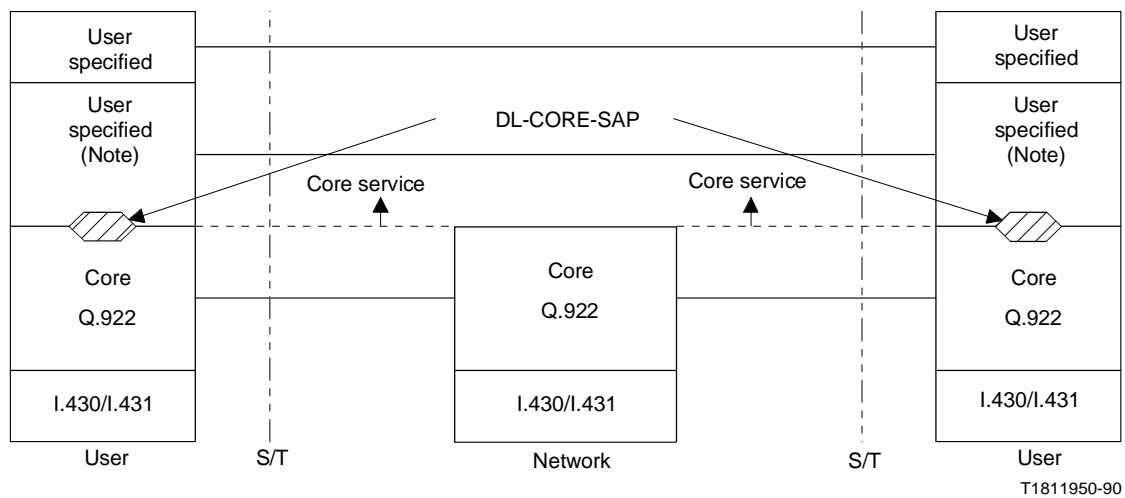 User
specified
User
specified
User
specified
(Note)
DL-CORE-SAP
User
specified
(Note)
Core service
Core service
Core
Q.922
Core
Q.922
Core
Q.922
I.430/I.431
I.430/I.431
I.430/I.431
User
S/T
Network
S/T
User
T1811950-90